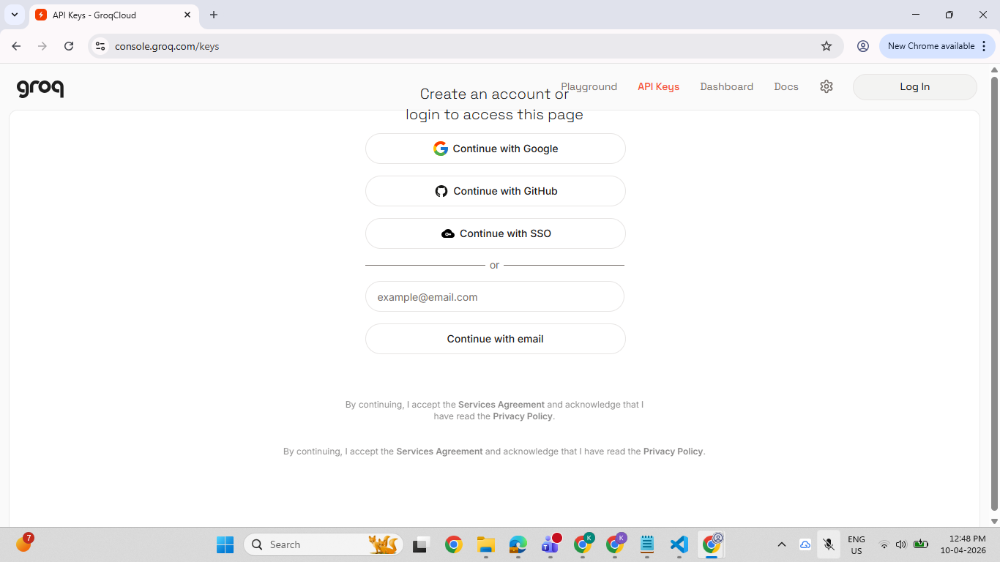 API Keys - GroqCloud
console.groq.com/keys
New Chrome available
groq
Playground
API Keys
Dashboard
Docs
Log In
Create an account or
login to access this page
Continue with Google
Continue with GitHub
Continue with SSO
or
example@email.com
Continue with email
By continuing, I accept the Services Agreement and acknowledge that I
have read the Privacy Policy.
By continuing, I accept the Services Agreement and acknowledge that I have read the Privacy Policy.
7
Search
K
K
ENG
US
12:48 PM
10-04-2026